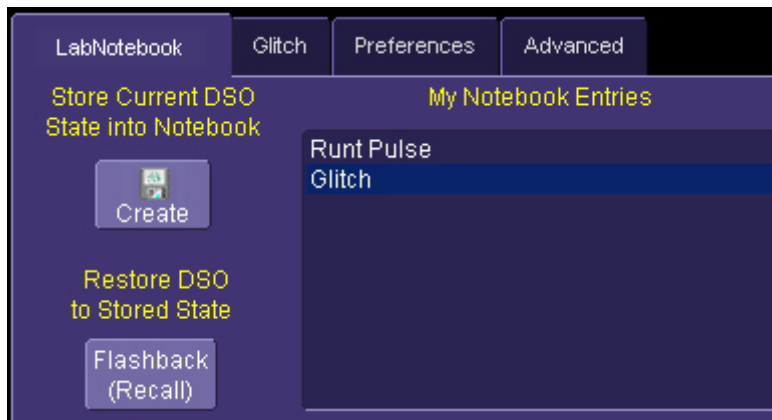 LabNotebook
Glitch
Preferences
Advanced
Store Current DSO
State into Notebook
Create
Restore DSO
to Stored State
Flashback
(Recall)
My Notebook Entries
Runt Pulse
Glitch